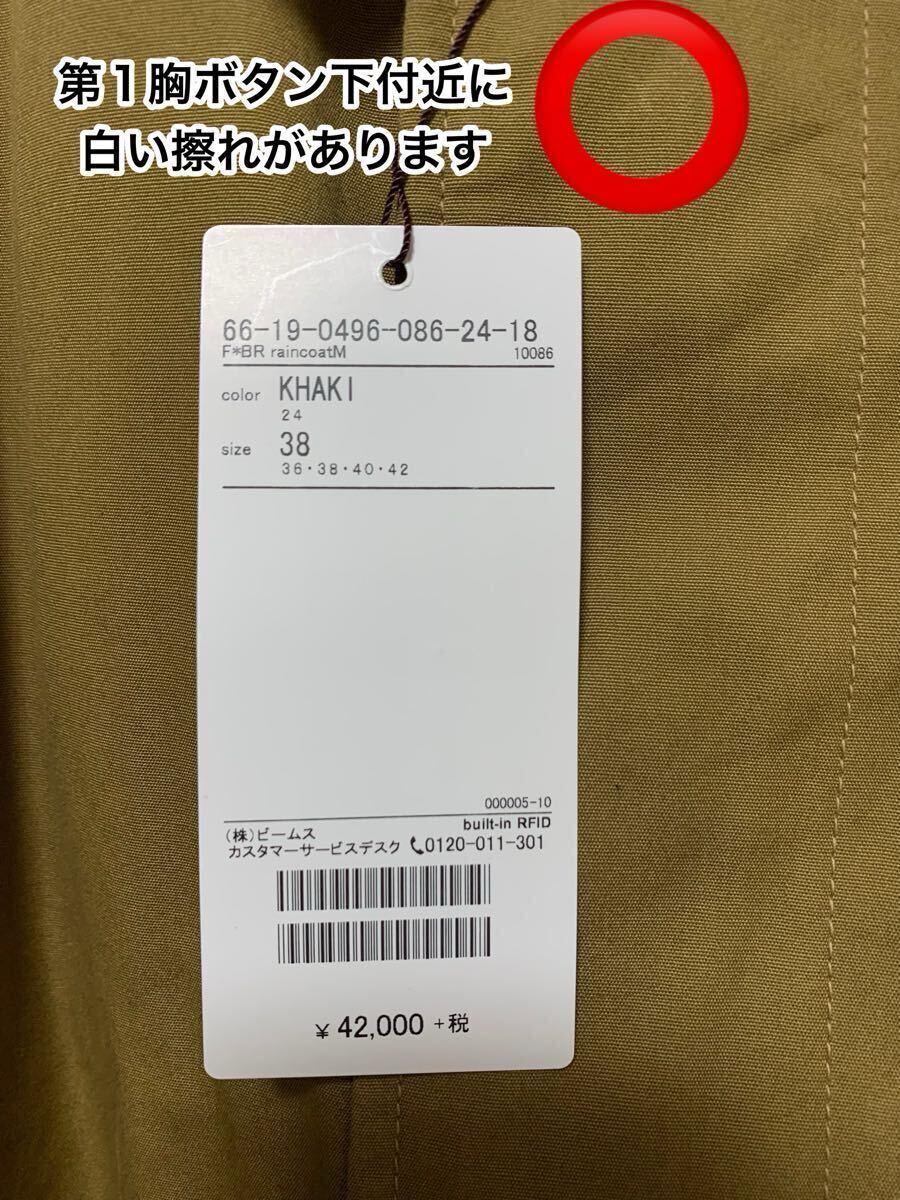 第1胸ボタン下付近に
白い擦れがあります
66-19-0496-086-24-18
F*BR raincoatM 10086
color KHAKI
24
size 38
36・38・40・42
000005-10
built-in RFID
(株)ビームス
カスタマーサービスデスク 0120-011-301
¥ 42,000 +税